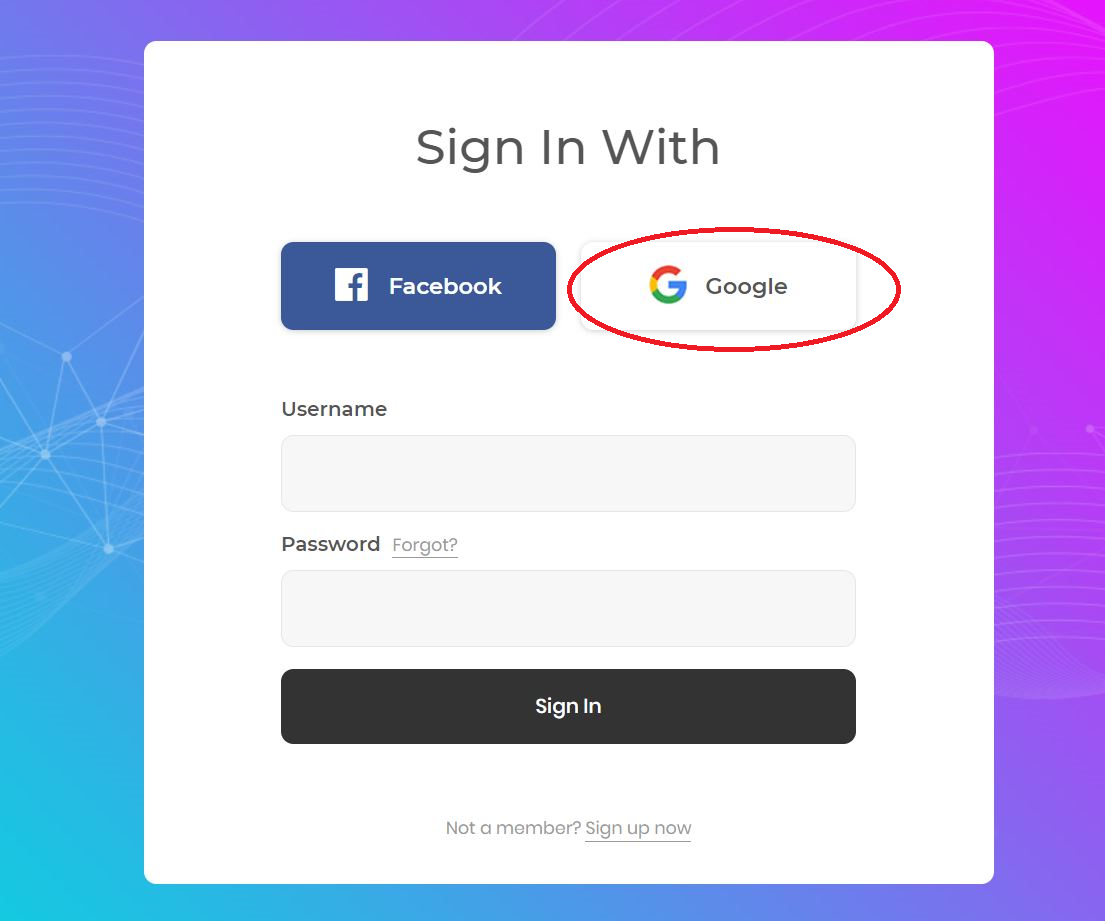 Sign In With
Facebook Google
Username
Password Forgot?
Sign In
Not a member? Sign up now